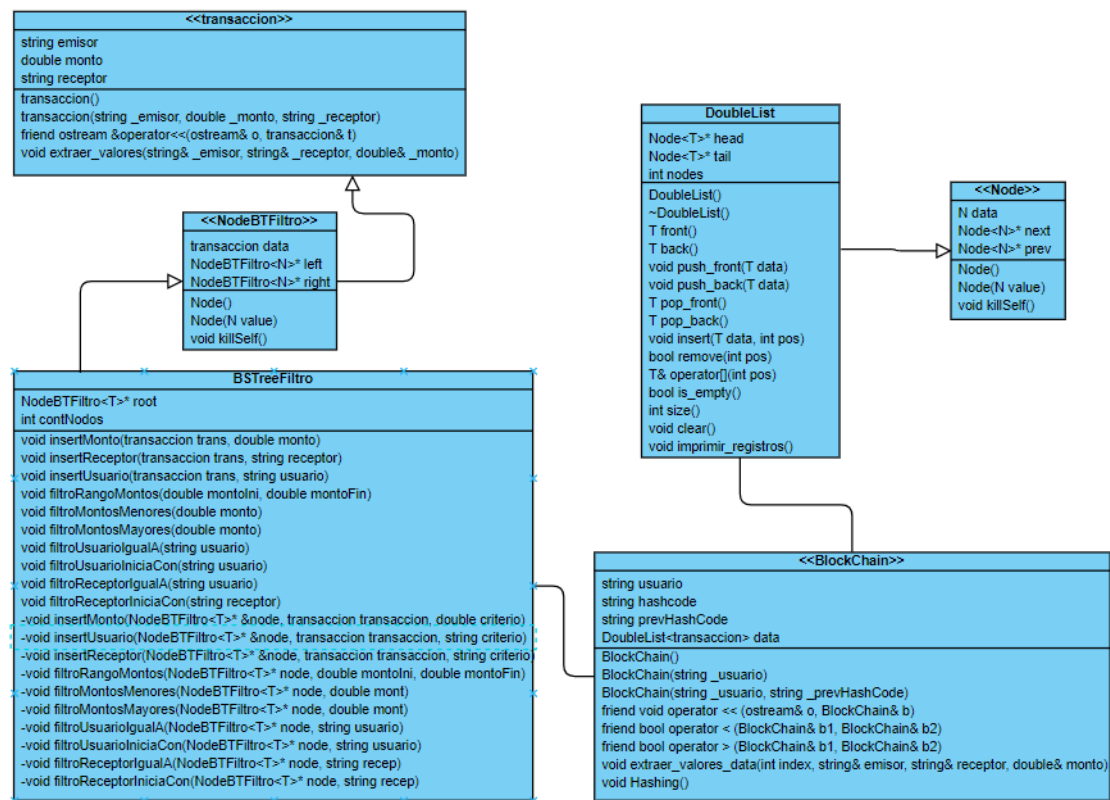 <<transaccion>>
string emisor
double monto
string receptor
transaccion()
transaccion(string _emisor, double _monto, string _receptor)
friend ostream &operator<<(ostream& o, transaccion& t)
void extraer_valores(string& _emisor, string& _receptor, double& _monto)
<<NodeBTFiltro>>
transaccion data
NodeBTFiltro<N>* left
NodeBTFiltro<N>* right
Node()
Node(N value)
void killSelf()
BSTreeFiltro
NodeBTFiltro<T>* root
int contNodos
void insertMonto(transaccion trans, double monto)
void insertReceptor(transaccion trans, string receptor)
void insertUsuario(transaccion trans, string usuario)
void filtroRangoMontos(double montoIni, double montoFin)
void filtroMontosMenores(double monto)
void filtroMontosMayores(double monto)
void filtroUsuarioIgualA(string usuario)
void filtroUsuarioIniciaCon(string usuario)
void filtroReceptorIgualA(string usuario)
void filtroReceptorIniciaCon(string receptor)
-void insertMonto(NodeBTFiltro<T>* &node, transaccion transaccion, double criterio)
-void insertUsuario(NodeBTFiltro<T>* &node, transaccion transaccion, string criterio)
-void insertReceptor(NodeBTFiltro<T>* &node, transaccion transaccion, string criterio)
-void filtroRangoMontos(NodeBTFiltro<T>* node, double montoIni, double montoFin)
-void filtroMontosMenores(NodeBTFiltro<T>* node, double mont)
-void filtroMontosMayores(NodeBTFiltro<T>* node, double mont)
-void filtroUsuarioIgualA(NodeBTFiltro<T>* node, string usuario)
-void filtroUsuarioIniciaCon(NodeBTFiltro<T>* node, string usuario)
-void filtroReceptorIgualA(NodeBTFiltro<T>* node, string recep)
-void filtroReceptorIniciaCon(NodeBTFiltro<T>* node, string recep)
DoubleList
Node<T>* head
Node<T>* tail
int nodes
DoubleList()
~DoubleList()
T front()
T back()
void push_front(T data)
void push_back(T data)
T pop_front()
T pop_back()
void insert(T data, int pos)
bool remove(int pos)
T& operator[](int pos)
bool is_empty()
int size()
void clear()
void imprimir_registros()
<<Node>>
N data
Node<N>* next
Node<N>* prev
Node()
Node(N value)
void killSelf()
<<BlockChain>>
string usuario
string hashcode
string prevHashCode
DoubleList<transaccion> data
BlockChain()
BlockChain(string _usuario)
BlockChain(string _usuario, string _prevHashCode)
friend void operator << (ostream& o, BlockChain& b)
friend bool operator < (BlockChain& b1, BlockChain& b2)
friend bool operator > (BlockChain& b1, BlockChain& b2)
void extraer_valores_data(int index, string& emisor, string& receptor, double& monto)
void Hashing()